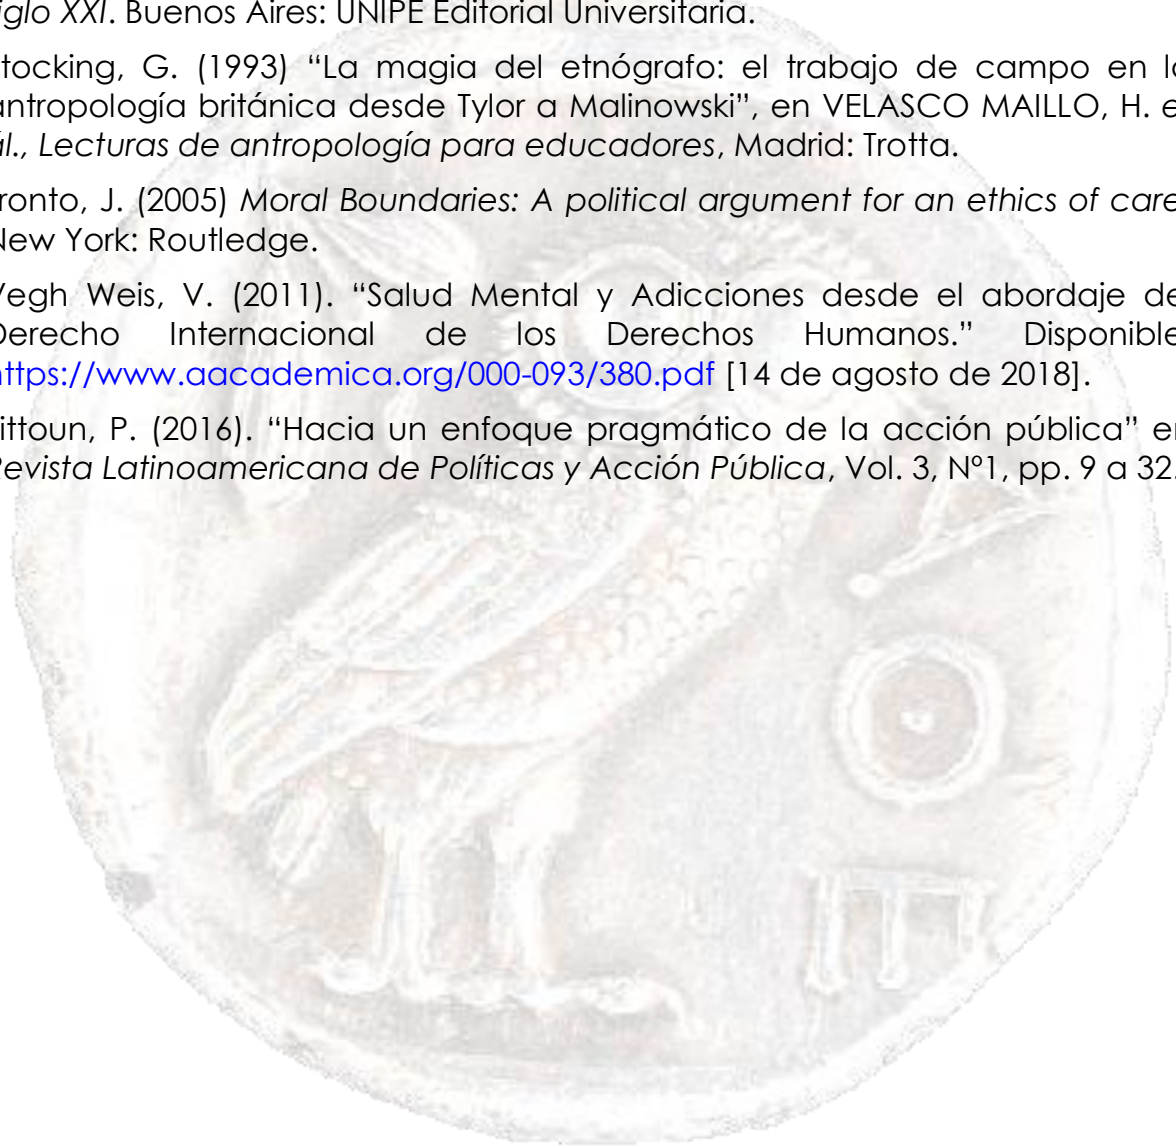 iglo XXI. Buenos Aires: UNIPE Editorial Universitaria.
tocking, G. (1993) “La magia del etnógrafo: el trabajo de campo en la
antropología británica desde Tylor a Malinowski”, en VELASCO MAILLO, H. e
al., Lecturas de antropología para educadores, Madrid: Trotta.
ronto, J. (2005) Moral Boundaries: A political argument for an ethics of care
New York: Routledge.
Vegh Weis, V. (2011). “Salud Mental y Adicciones desde el abordaje de
Derecho Internacional de los Derechos Humanos.” Disponible
https://www.aacademica.org/000-093/380.pdf [14 de agosto de 2018].
ittoun, P. (2016). “Hacia un enfoque pragmático de la acción pública” en
Revista Latinoamericana de Políticas y Acción Pública, Vol. 3, Nº1, pp. 9 a 32.